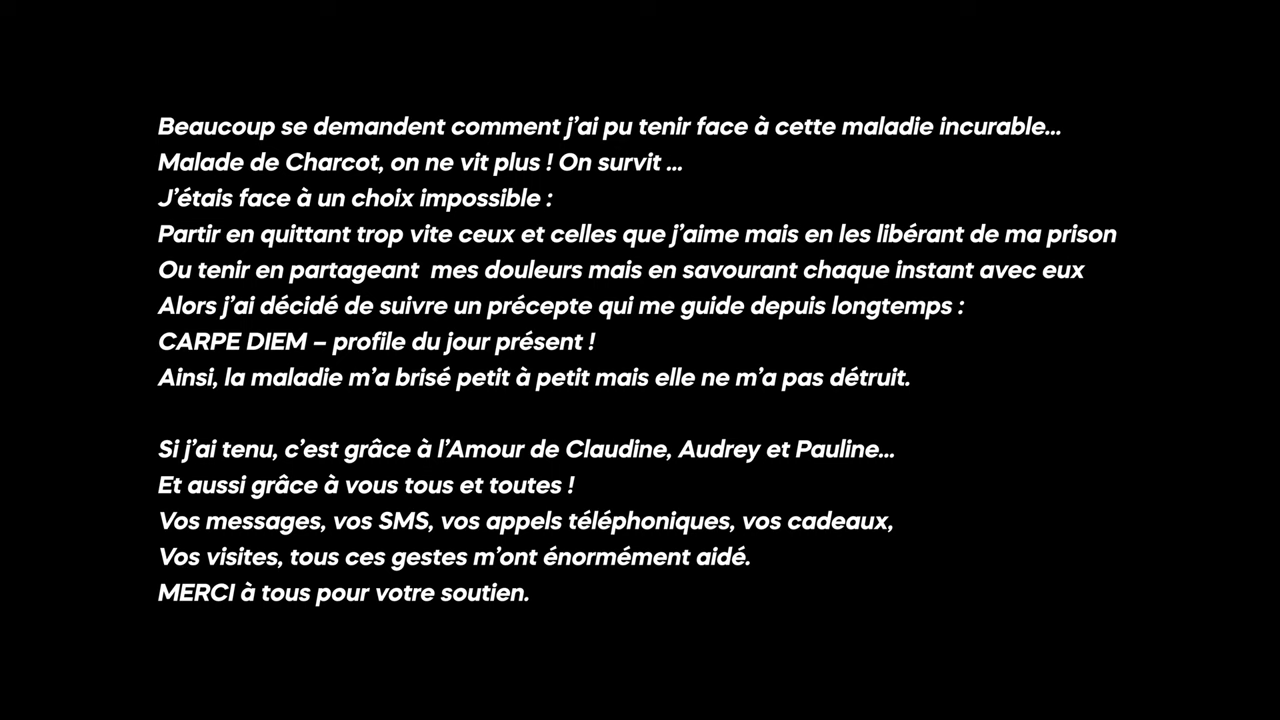 Beaucoup se demandent comment j’ai pu tenir face à cette maladie incurable...
Malade de Charcot, on ne vit plus ! On survit ...
J’étais face à un choix impossible :
Partir en quittant trop vite ceux et celles que j’aime mais en les libérant de ma prison
Ou tenir en partageant  mes douleurs mais en savourant chaque instant avec eux
Alors j’ai décidé de suivre un précepte qui me guide depuis longtemps :
CARPE DIEM – profile du jour présent !
Ainsi, la maladie m’a brisé petit à petit mais elle ne m’a pas détruit.
Si j’ai tenu, c’est grâce à l’Amour de Claudine, Audrey et Pauline...
Et aussi grâce à vous tous et toutes !
Vos messages, vos SMS, vos appels téléphoniques, vos cadeaux,
Vos visites, tous ces gestes m’ont énormément aidé.
MERCI à tous pour votre soutien.